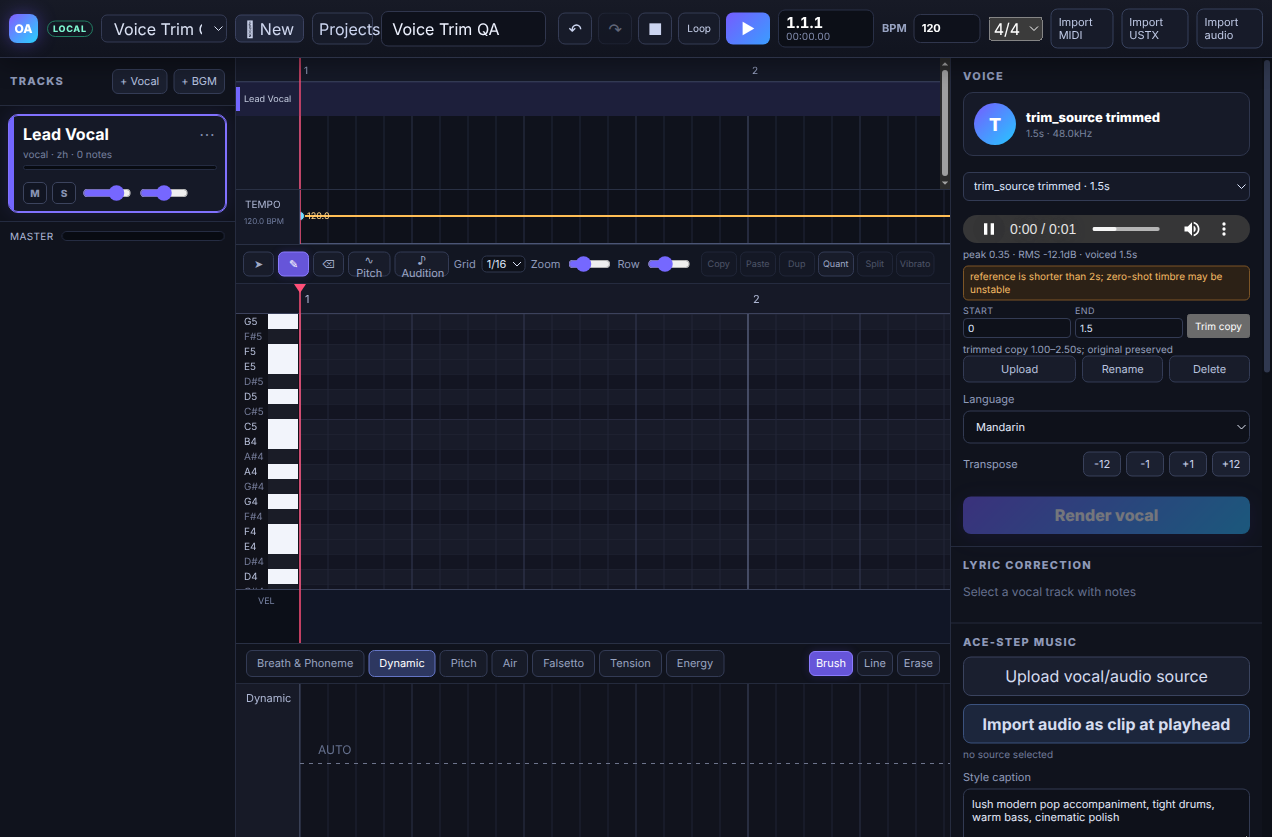 OA
LOCAL
Voice Trim
New
Projects
Voice Trim QA
Loop
1.1.1
00:00.00
BPM
120
4/4
Import MIDI
Import USTX
Import audio
TRACKS
+ Vocal
+ BGM
Lead Vocal
vocal · zh · 0 notes
M
S
MASTER
1
2
Lead Vocal
TEMPO
120.0 BPM
120.0
Pitch
Audition
Grid
1/16
Zoom
Row
Copy
Paste
Dup
Quant
Split
Vibrato
1
2
G5
F#5
F5
E5
D#5
D5
C#5
C5
B4
A#4
A4
G#4
G4
F#4
F4
E4
D#4
D4
VEL
Breath & Phoneme
Dynamic
Pitch
Air
Falsetto
Tension
Energy
Brush
Line
Erase
Dynamic
AUTO
VOICE
T
trim_source trimmed
1.5s · 48.0kHz
trim_source trimmed · 1.5s
0:00 / 0:01
peak 0.35 · RMS -12.1dB · voiced 1.5s
reference is shorter than 2s; zero-shot timbre may be
unstable
START
END
0
1.5
Trim copy
trimmed copy 1.00–2.50s; original preserved
Upload
Rename
Delete
Language
Mandarin
Transpose
-12
-1
+1
+12
Render vocal
LYRIC CORRECTION
Select a vocal track with notes
ACE-STEP MUSIC
Upload vocal/audio source
Import audio as clip at playhead
no source selected
Style caption
lush modern pop accompaniment, tight drums,
warm bass, cinematic polish